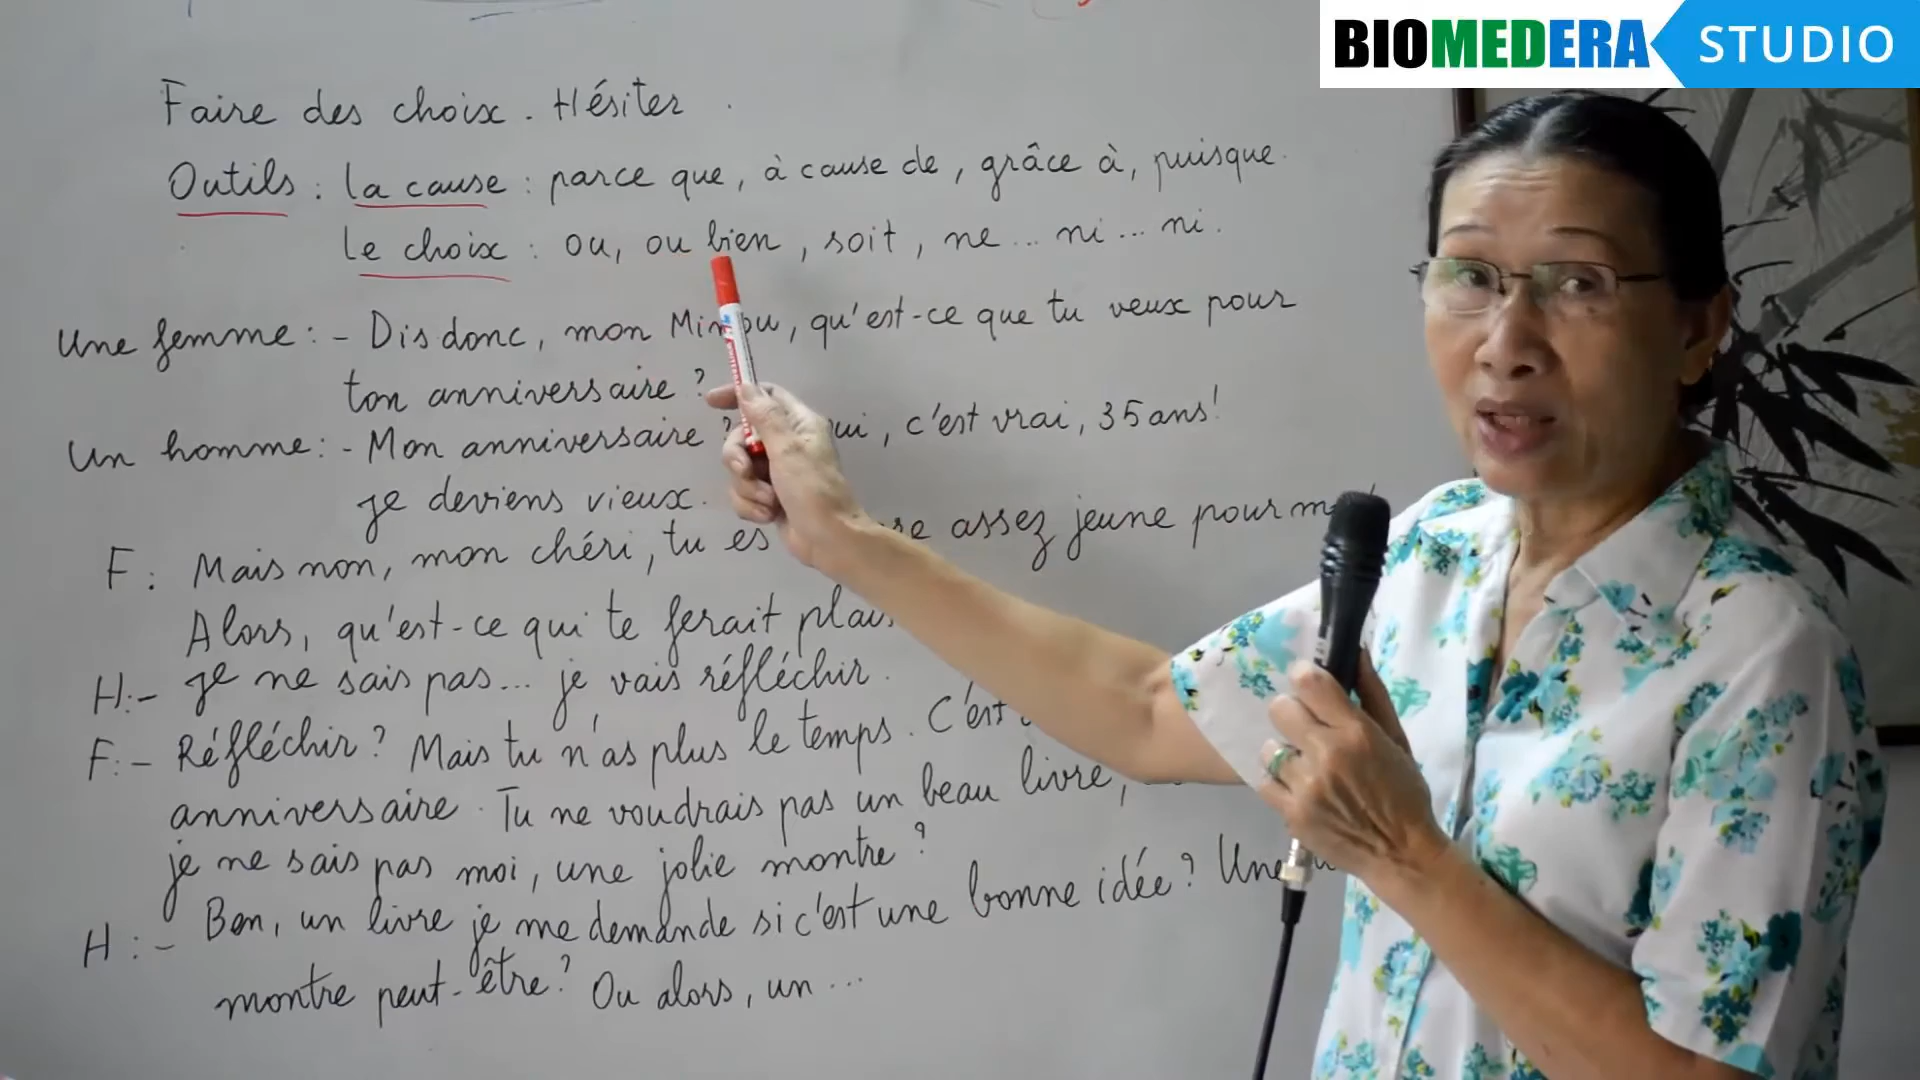 BIOMEDERA STUDIO
Faire des choix. Hésiter.
Outils : la cause : parce que, à cause de, grâce à, puisque.
le choix : ou, ou bien, soit, ne ... ni ... ni.
Une femme : - Dis donc, mon Minou, qu'est-ce que tu veux pour
ton anniversaire ?
Un homme : - Mon anniversaire ? c'est vrai, 35 ans !
je deviens vieux.
F : Mais non, mon chéri, tu es assez jeune pour
Alors, qu'est-ce qui te ferait
H : - je ne sais pas... je vais réfléchir.
F : - Réfléchir ? Mais tu n'as plus le temps. C'est
anniversaire. Tu ne voudrais pas un beau livre,
je ne sais pas moi, une jolie montre ?
H : - Bon, un livre je me demande si c'est une bonne idée ? Une
montre peut-être ? Ou alors, un ...